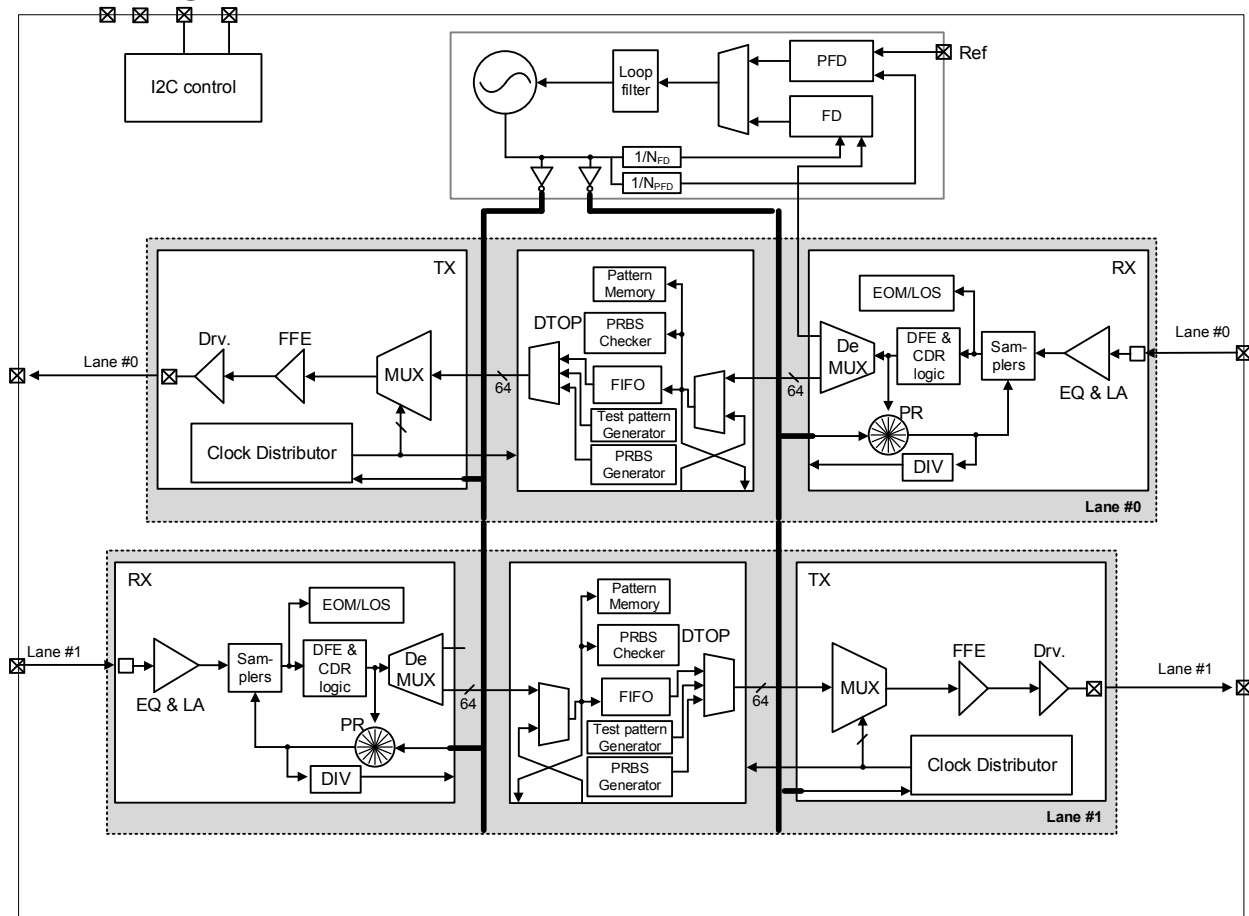 I2C control
Loop
filter
PFD
Ref
FD
1/N_FD
1/N_PFD
TX
Drv.
FFE
MUX
Clock Distributor
Lane #0
64
DTOP
Pattern
Memory
PRBS
Checker
FIFO
Test pattern
Generator
PRBS
Generator
64
RX
EOM/LOS
De
MUX
DFE &
CDR
logic
Sam-
plers
EQ & LA
PR
DIV
Lane #0
Lane #0
RX
EOM/LOS
Lane #1
EQ & LA
Sam-
plers
DFE &
CDR
logic
De
MUX
PR
DIV
64
Pattern
Memory
PRBS
Checker
DTOP
FIFO
Test pattern
Generator
PRBS
Generator
64
TX
MUX
FFE
Drv.
Clock Distributor
Lane #1
Lane #1